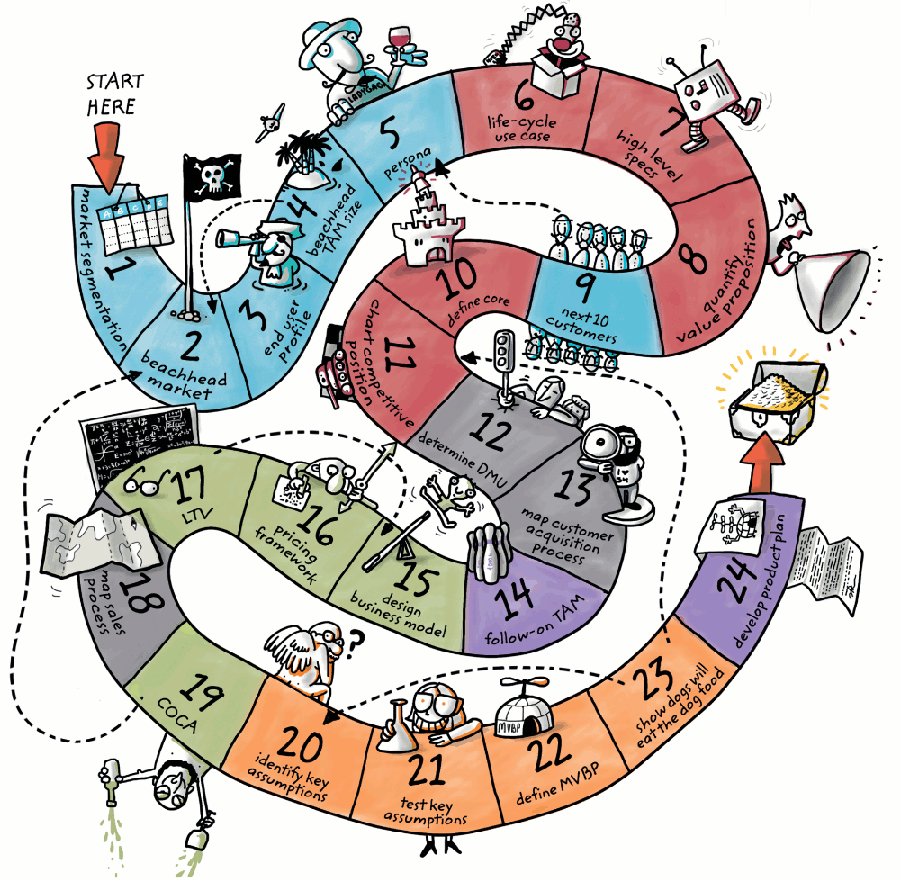 START
HERE
A B C D E
1
market segmentation
2
beachhead
market
3
end user
profile
4
beachhead
TAM size
5
persona
LADYGAGA
6
life-cycle
use case
7
high level
specs
8
quantify
value proposition
9
next 10
customers
10
define core
11
chart competitive
position
12
determine DMU
13
map customer
acquisition
process
14
follow-on TAM
15
design
business model
16
pricing
framework
17
LTV
18
map sales
process
19
COCA
20
identify key
assumptions
21
test key
assumptions
22
define MVBP
MVBP
23
show dogs will
eat the dog food
24
develop product plan
?